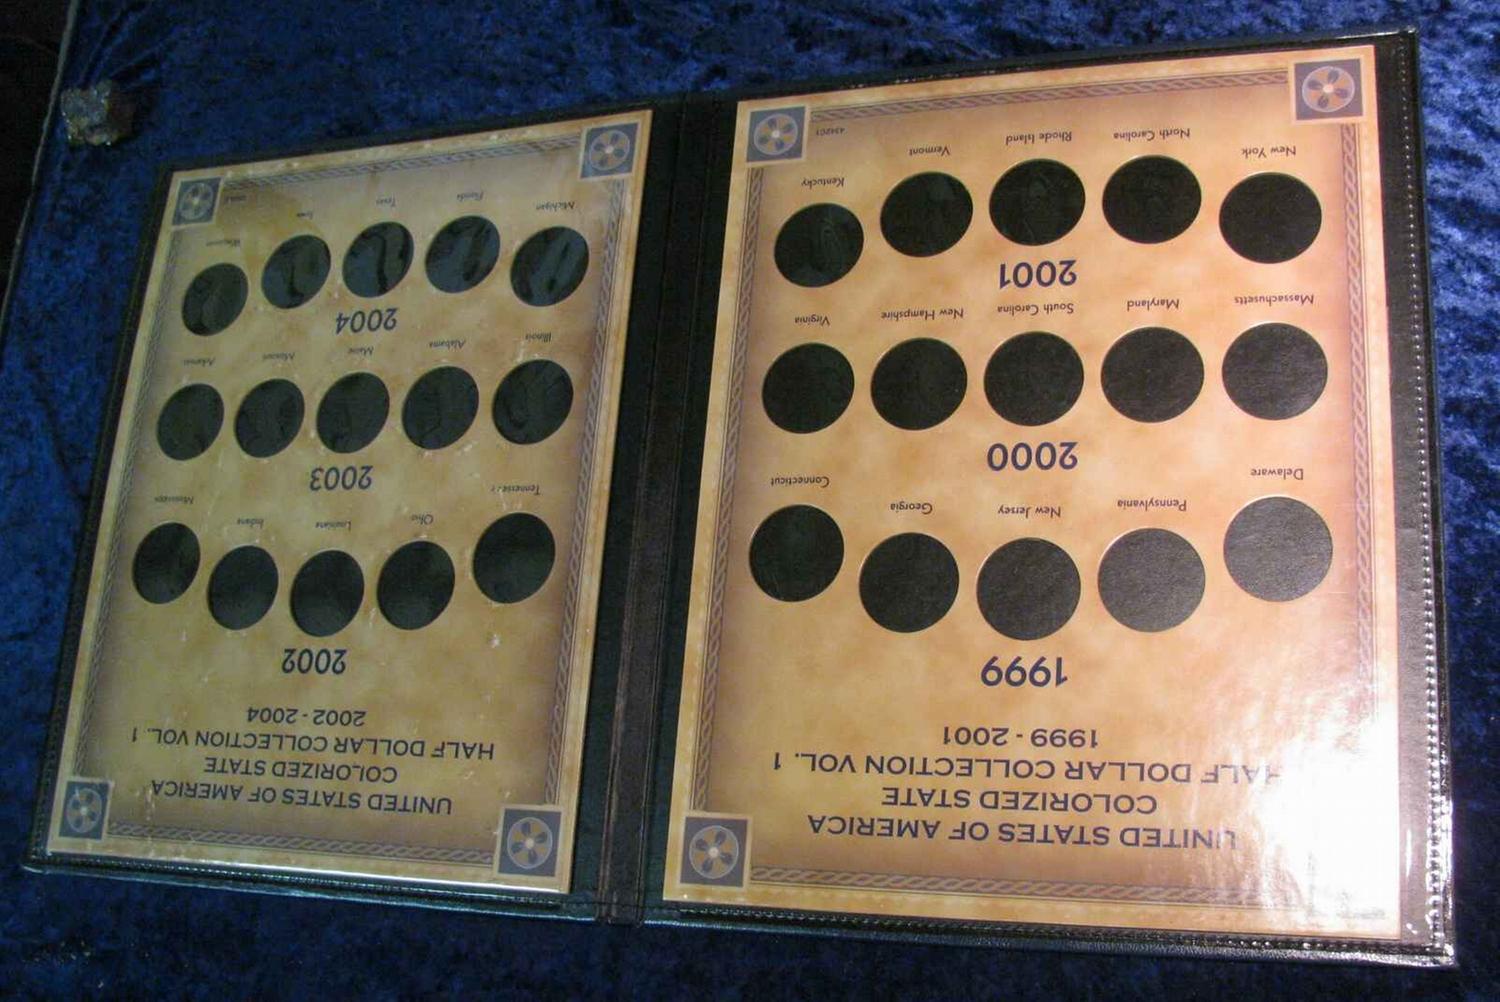 UNITED STATES OF AMERICA
COLORIZED STATE
HALF DOLLAR COLLECTION VOL. 1
1999 - 2001
1999
Delaware Pennsylvania New Jersey Georgia Connecticut
2000
Massachusetts Maryland South Carolina New Hampshire Virginia
2001
New York North Carolina Rhode Island Vermont Kentucky
UNITED STATES OF AMERICA
COLORIZED STATE
HALF DOLLAR COLLECTION VOL. 1
2002 - 2004
2002
Tennessee Ohio Louisiana Indiana Mississippi
2003
Illinois Alabama Maine Missouri Arkansas
2004
Michigan Florida Texas Iowa Wisconsin